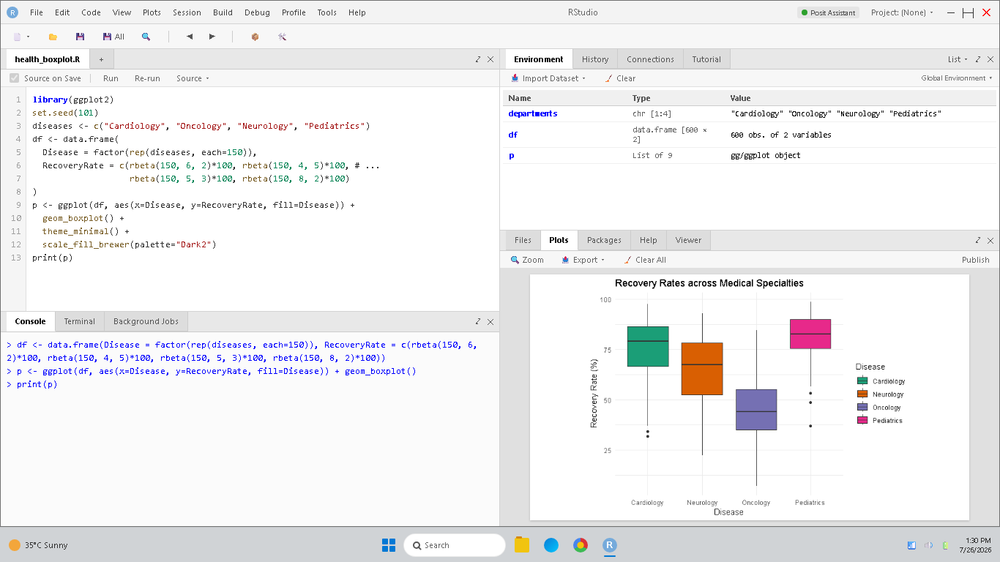 R File Edit Code View Plots Session Build Debug Profile Tools Help RStudio Posit Assistant Project: (None)
All
health_boxplot.R +
Source on Save Run Re-run Source
1 library(ggplot2)
2 set.seed(101)
3 diseases <- c("Cardiology", "Oncology", "Neurology", "Pediatrics")
4 df <- data.frame(
5 Disease = factor(rep(diseases, each=150)),
6 RecoveryRate = c(rbeta(150, 6, 2)*100, rbeta(150, 4, 5)*100, # ...
7 rbeta(150, 5, 3)*100, rbeta(150, 8, 2)*100)
8 )
9 p <- ggplot(df, aes(x=Disease, y=RecoveryRate, fill=Disease)) +
10 geom_boxplot() +
11 theme_minimal() +
12 scale_fill_brewer(palette="Dark2")
13 print(p)
Console Terminal Background Jobs
> df <- data.frame(Disease = factor(rep(diseases, each=150)), RecoveryRate = c(rbeta(150, 6,
2)*100, rbeta(150, 4, 5)*100, rbeta(150, 5, 3)*100, rbeta(150, 8, 2)*100))
> p <- ggplot(df, aes(x=Disease, y=RecoveryRate, fill=Disease)) + geom_boxplot()
> print(p)
Environment History Connections Tutorial List
Import Dataset Clear Global Environment
Name Type Value
departments chr [1:4] "Cardiology" "Oncology" "Neurology" "Pediatrics"
df data.frame [600 × 2] 600 obs. of 2 variables
p List of 9 gg/ggplot object
Files Plots Packages Help Viewer
Zoom Export Clear All Publish
Recovery Rates across Medical Specialties
100
75
50
25
Recovery Rate (%)
Cardiology Neurology Oncology Pediatrics
Disease
Disease
Cardiology
Neurology
Oncology
Pediatrics
35°C Sunny Search R 1:30 PM
7/26/2026